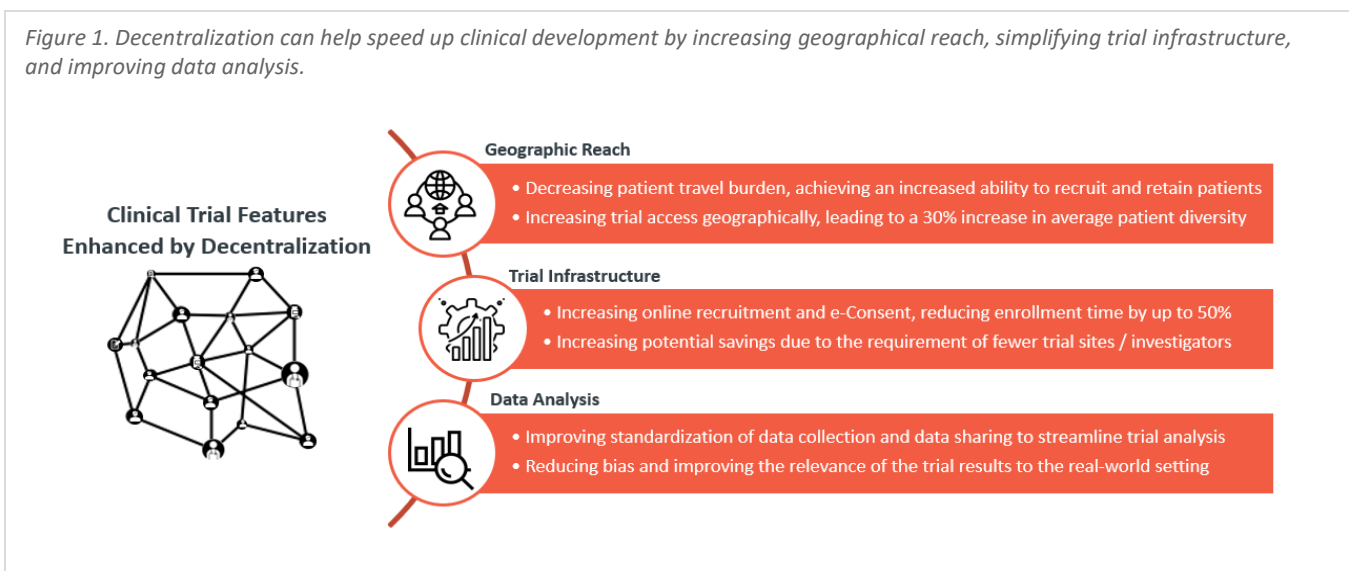 Figure 1. Decentralization can help speed up clinical development by increasing geographical reach, simplifying trial infrastructure,
and improving data analysis.
Clinical Trial Features
Enhanced by Decentralization
Geographic Reach
• Decreasing patient travel burden, achieving an increased ability to recruit and retain patients
• Increasing trial access geographically, leading to a 30% increase in average patient diversity
Trial Infrastructure
• Increasing online recruitment and e-Consent, reducing enrollment time by up to 50%
• Increasing potential savings due to the requirement of fewer trial sites / investigators
Data Analysis
• Improving standardization of data collection and data sharing to streamline trial analysis
• Reducing bias and improving the relevance of the trial results to the real-world setting